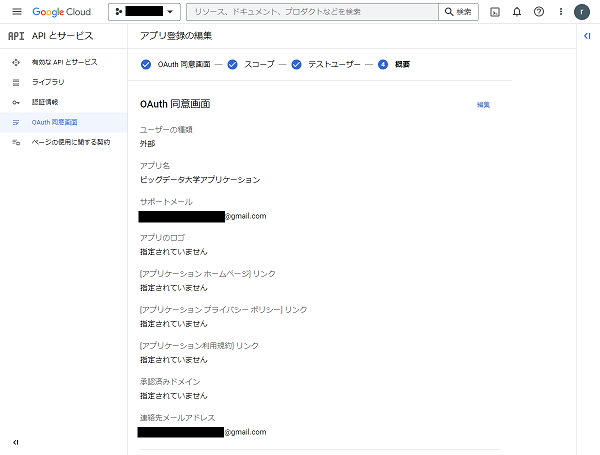 Google Cloud
リソース、ドキュメント、プロダクトなどを検索
検索
r
API APIとサービス
有効な API とサービス
ライブラリ
認証情報
OAuth 同意画面
ページの使用に関する契約
アプリ登録の編集
OAuth 同意画面 — スコープ — テストユーザー — 4 概要
OAuth 同意画面
編集
ユーザーの種類
外部
アプリ名
ビッグデータ大学アプリケーション
サポートメール
@gmail.com
アプリのロゴ
指定されていません
[アプリケーション ホームページ] リンク
指定されていません
[アプリケーション プライバシー ポリシー] リンク
指定されていません
[アプリケーション利用規約] リンク
指定されていません
承認済みドメイン
指定されていません
連絡先メールアドレス
@gmail.com